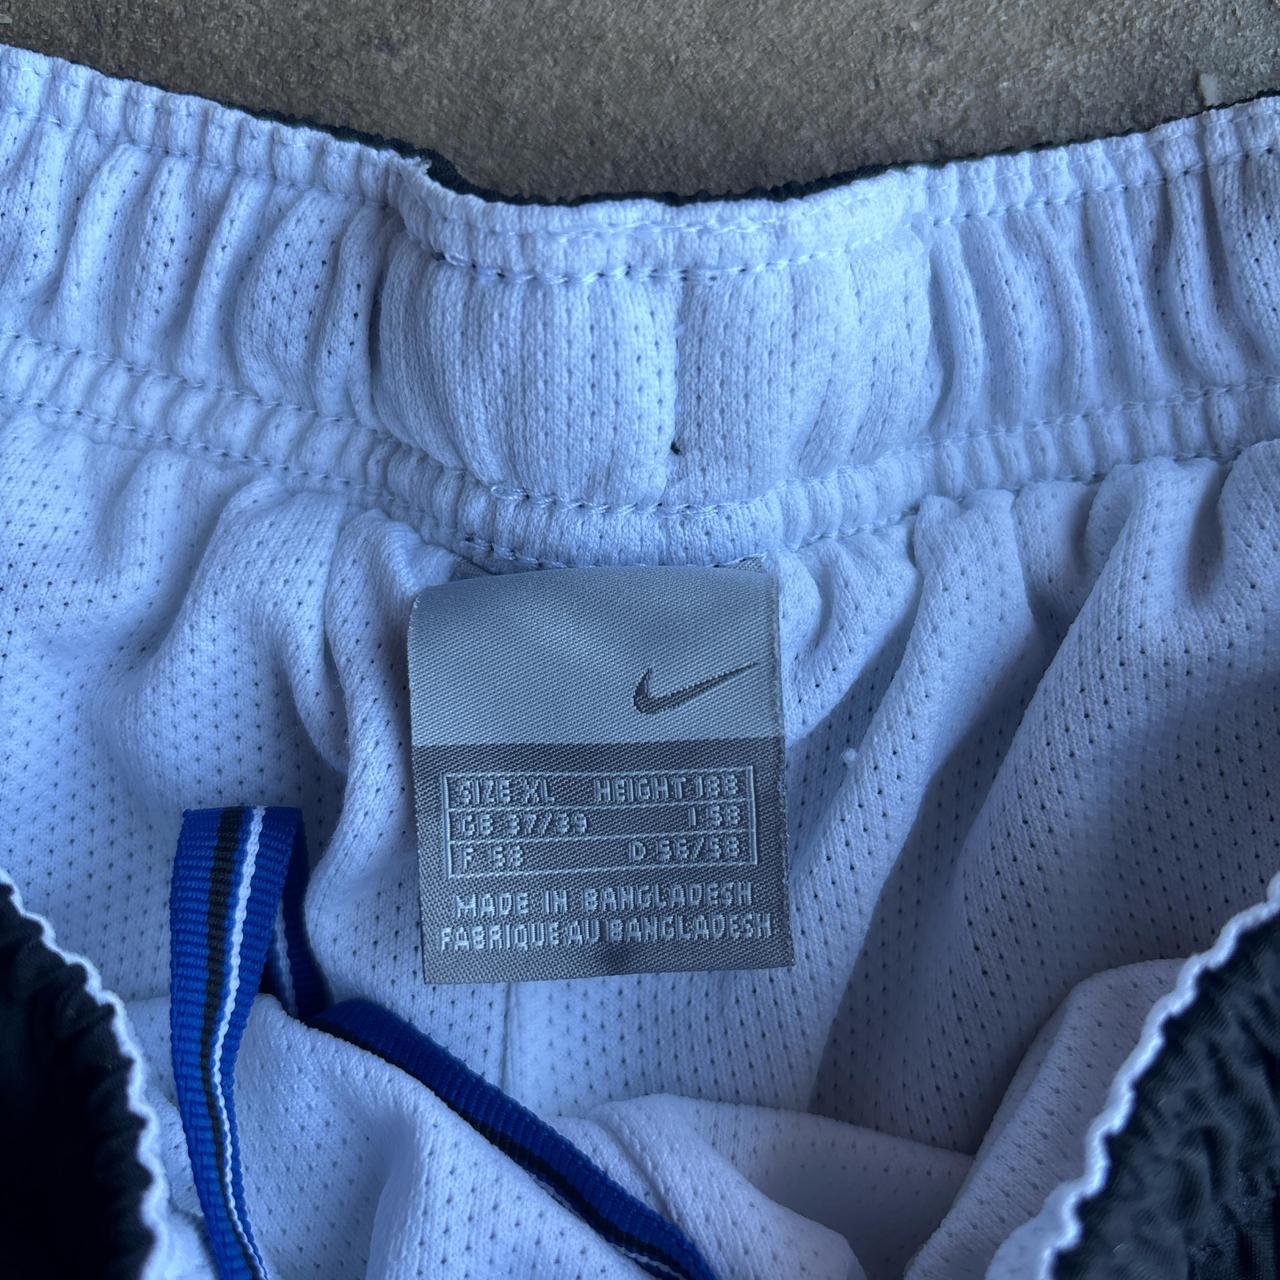 SIZE XL HEIGHT 188
GB 37/39 I 58
F 58 D 56/58
MADE IN BANGLADESH
FABRIQUE AU BANGLADESH